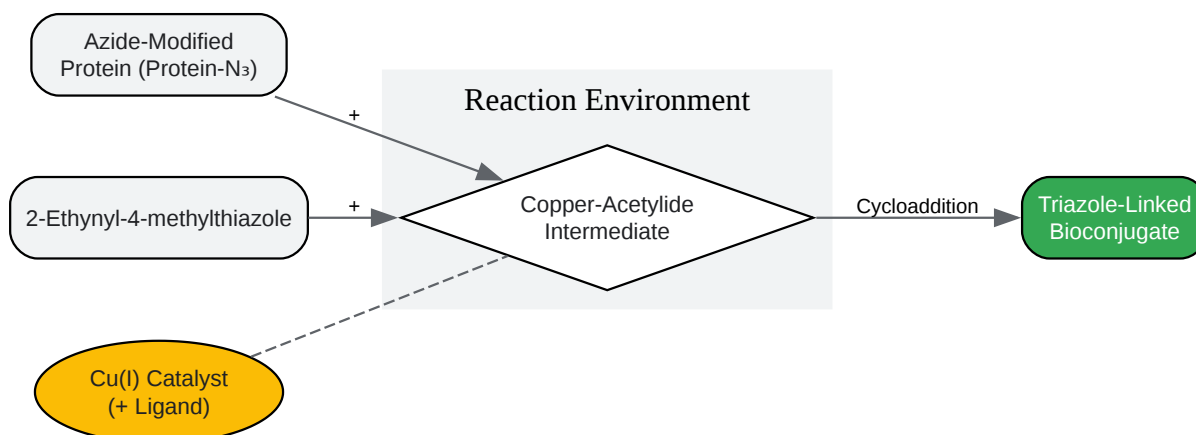 Azide-Modified
Protein (Protein-N₃)
+
Reaction Environment
2-Ethynyl-4-methylthiazole
+
Copper-Acetylide
Intermediate
Cycloaddition
Triazole-Linked
Bioconjugate
Cu(I) Catalyst
(+ Ligand)